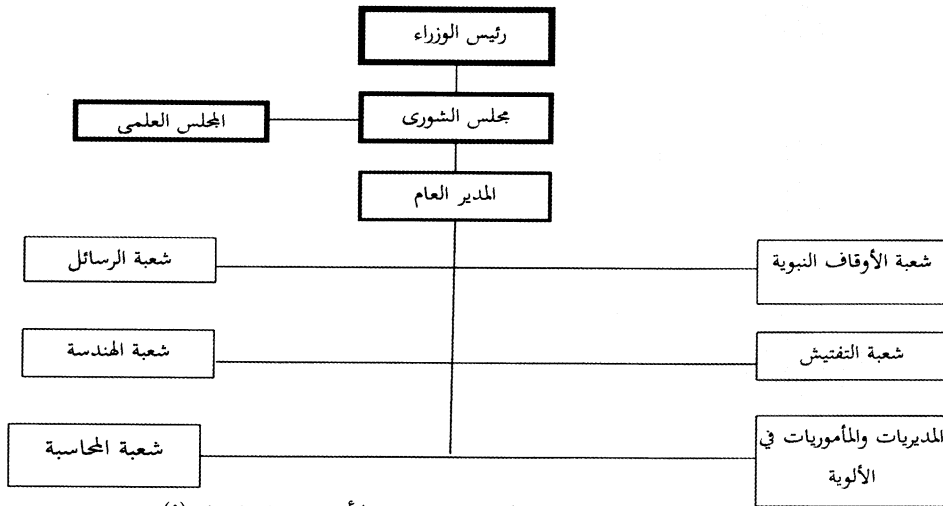 رئيس الوزراء
مجلس الشورى
المجلس العلمى
المدير العام
شعبة الأوقاف النبوية
شعبة الرسائل
شعبة التفتيش
شعبة الهندسة
المديريات والمأموريات في
الألوية
شعبة المحاسبة